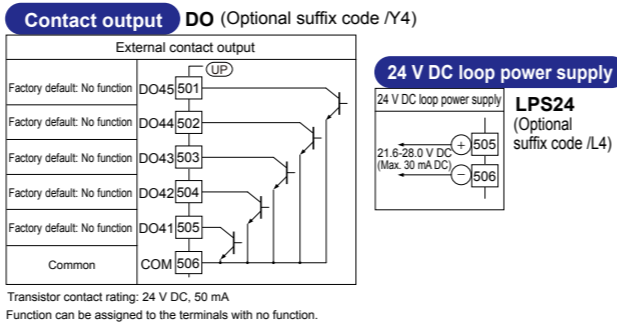 Contact output DO (Optional suffix code /Y4)
External contact output
UP
Factory default: No function DO45 501
Factory default: No function DO44 502
Factory default: No function DO43 503
Factory default: No function DO42 504
Factory default: No function DO41 505
Common COM 506
Transistor contact rating: 24 V DC, 50 mA
Function can be assigned to the terminals with no function.
24 V DC loop power supply
24 V DC loop power supply
LPS24
(Optional
suffix code /L4)
21.6-28.0 V DC
(Max. 30 mA DC)
+ 505
− 506